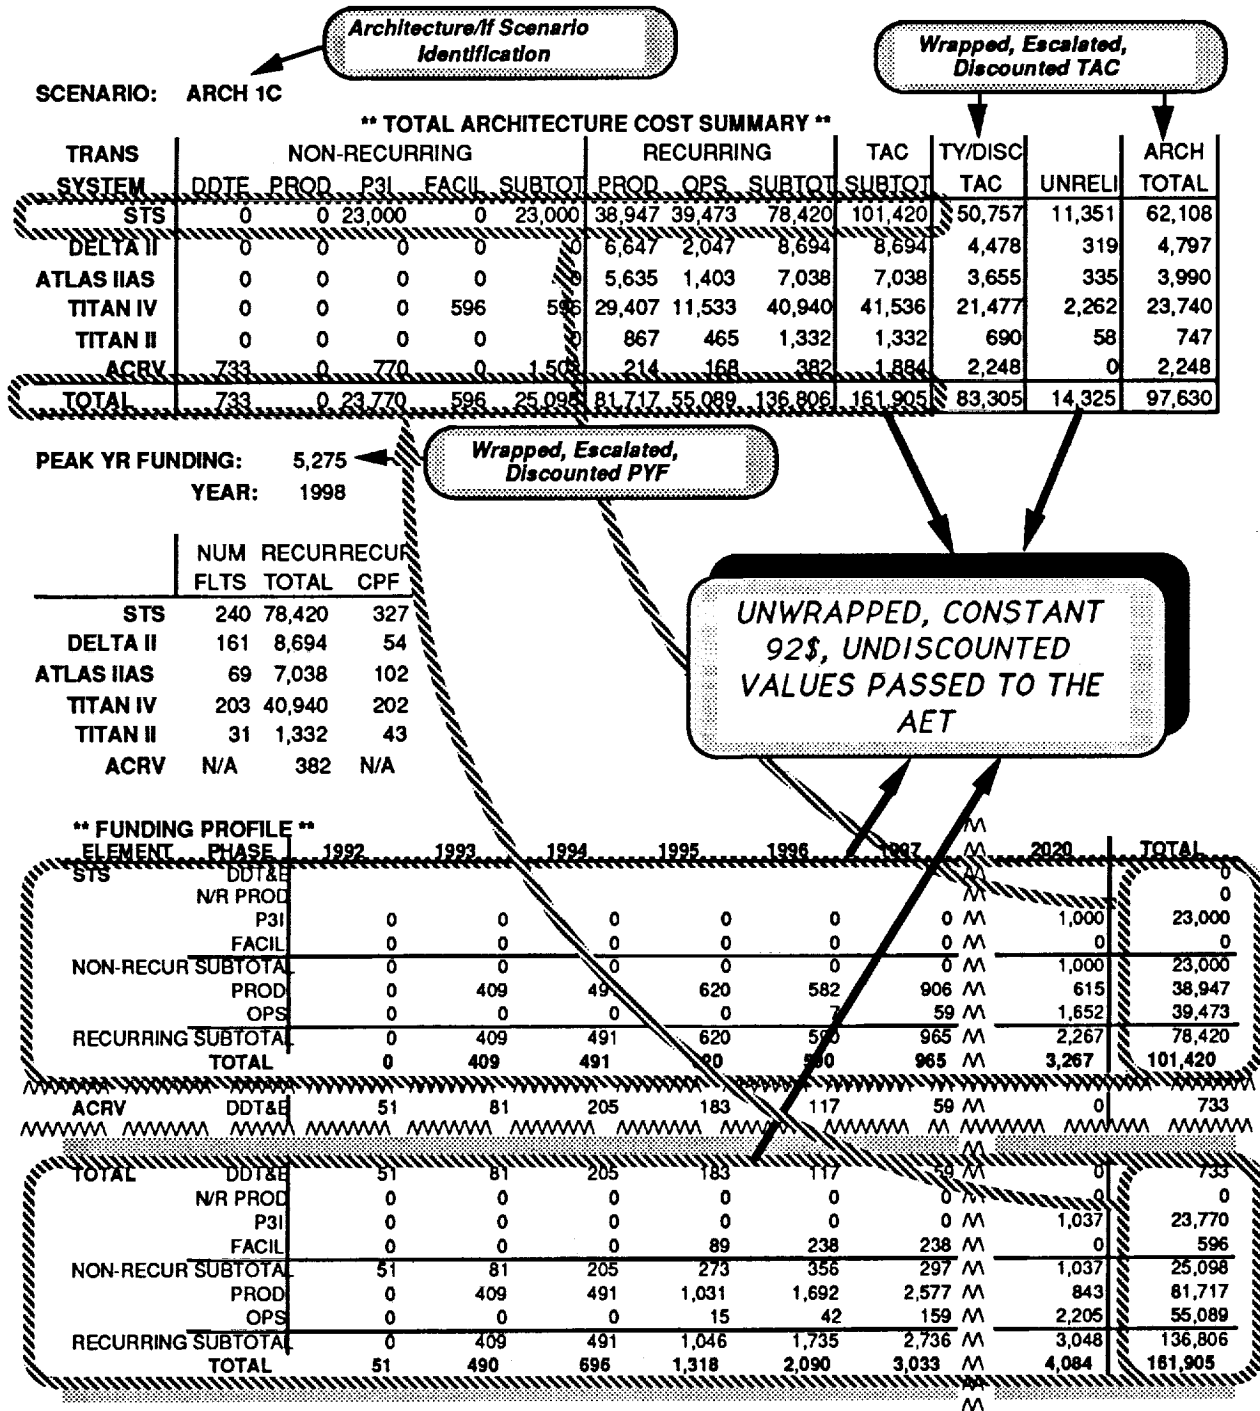 Architecture/If Scenario
Identification
Wrapped, Escalated,
Discounted TAC
SCENARIO: ARCH 1C
** TOTAL ARCHITECTURE COST SUMMARY **
TRANS NON-RECURRING RECURRING TAC TY/DISC ARCH
SYSTEM DDTE PROD P3I FACIL SUBTOT PROD OPS SUBTOT SUBTOT TAC UNRELI TOTAL
STS 0 0 23,000 0 23,000 38,947 39,473 78,420 101,420 50,757 11,351 62,108
DELTA II 0 0 0 0 0 6,647 2,047 8,694 8,694 4,478 319 4,797
ATLAS IIAS 0 0 0 0 5,635 1,403 7,038 7,038 3,655 335 3,990
TITAN IV 0 0 0 596 596 29,407 11,533 40,940 41,536 21,477 2,262 23,740
TITAN II 0 0 0 0 0 867 465 1,332 1,332 690 58 747
ACRV 733 0 770 0 214 168 382 1,884 2,248 0 2,248
TOTAL 733 0 23,770 596 25,098 81,717 55,089 136,806 161,905 83,305 14,325 97,630
PEAK YR FUNDING: 5,275
Wrapped, Escalated,
Discounted PYF
YEAR: 1998
NUM RECUR RECUR
FLTS TOTAL CPF
STS 240 78,420 327
DELTA II 161 8,694 54
ATLAS IIAS 69 7,038 102
TITAN IV 203 40,940 202
TITAN II 31 1,332 43
ACRV N/A 382 N/A
UNWRAPPED, CONSTANT
92$, UNDISCOUNTED
VALUES PASSED TO THE
AET
** FUNDING PROFILE **
ELEMENT PHASE 1992 1993 1994 1995 1996 1997 2020 TOTAL
STS DDT&E 0
N/R PROD 0
P3I 0 0 0 0 0 0 1,000 23,000
FACIL 0 0 0 0 0 0 0 0
NON-RECUR SUBTOTAL 0 0 0 0 0 0 1,000 23,000
PROD 0 409 49 620 582 906 615 38,947
OPS 0 0 0 0 7 59 1,652 39,473
RECURRING SUBTOTAL 0 409 491 620 590 965 2,267 78,420
TOTAL 0 409 491 20 965 3,267 101,420
ACRV DDT&E 51 81 205 183 117 59 0 733
TOTAL DDT&E 51 81 205 183 117 59 0 733
N/R PROD 0 0 0 0 0 0 0 0
P3I 0 0 0 0 0 0 1,037 23,770
FACIL 0 0 0 89 238 238 0 596
NON-RECUR SUBTOTAL 51 81 205 273 356 297 1,037 25,098
PROD 0 409 491 1,031 1,692 2,577 843 81,717
OPS 0 0 0 15 42 159 2,205 55,089
RECURRING SUBTOTAL 0 409 491 1,046 1,735 2,736 3,048 136,806
TOTAL 51 490 696 1,318 2,090 3,033 4,084 161,905